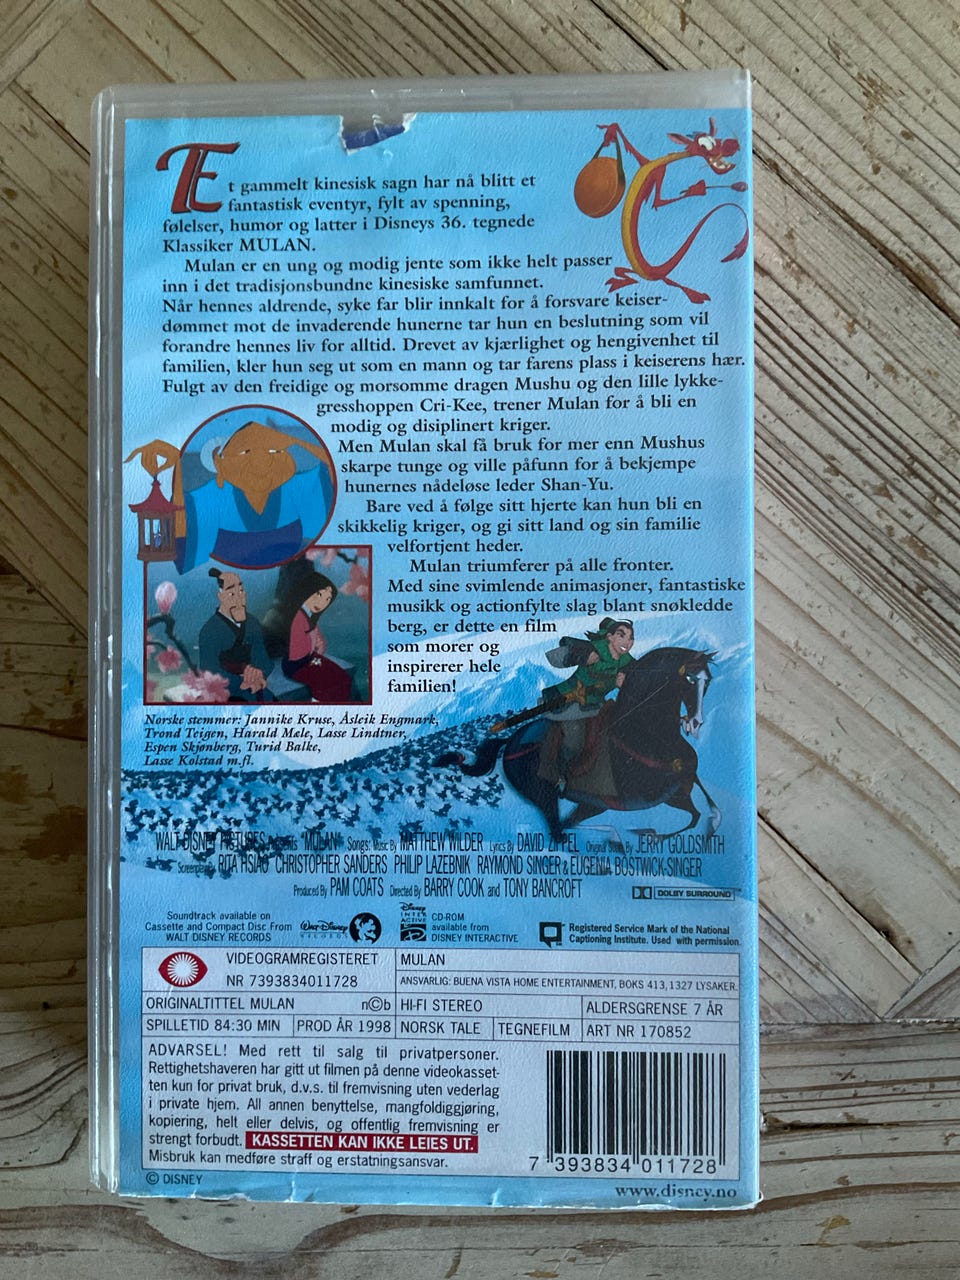 Et gammelt kinesisk sagn har nå blitt et
fantastisk eventyr, fylt av spenning,
følelser, humor og latter i Disneys 36. tegnede
Klassiker MULAN.
Mulan er en ung og modig jente som ikke helt passer
inn i det tradisjonsbundne kinesiske samfunnet.
Når hennes aldrende, syke far blir innkalt for å forsvare keiser-
dømmet mot de invaderende hunerne tar hun en beslutning som vil
forandre hennes liv for alltid. Drevet av kjærlighet og hengivenhet til
familien, kler hun seg ut som en mann og tar farens plass i keiserens hær.
Fulgt av den freidige og morsomme dragen Mushu og den lille lykke-
gresshoppen Cri-Kee, trener Mulan for å bli en
modig og disiplinert kriger.
Men Mulan skal få bruk for mer enn Mushus
skarpe tunge og ville påfunn for å bekjempe
hunernes nådeløse leder Shan-Yu.
Bare ved å følge sitt hjerte kan hun bli en
skikkelig kriger, og gi sitt land og sin familie
velfortjent heder.
Mulan triumferer på alle fronter.
Med sine svimlende animasjoner, fantastiske
musikk og actionfylte slag blant snøkledde
berg, er dette en film
som morer og
inspirerer hele
familien!
Norske stemmer: Jannike Kruse, Åsleik Engmark,
Trond Teigen, Harald Mæle, Lasse Lindtner,
Espen Skjønberg, Turid Balke,
Lasse Kolstad m.fl.
WALT DISNEY PICTURES Presents "MULAN" Songs: Music By MATTHEW WILDER Lyrics By DAVID ZIPPEL Original Score By JERRY GOLDSMITH
Screenplay By RITA HSIAO CHRISTOPHER SANDERS PHILIP LAZEBNIK RAYMOND SINGER & EUGENIA BOSTWICK-SINGER
Produced By PAM COATS Directed By BARRY COOK and TONY BANCROFT
DOLBY SURROUND
Soundtrack available on
Cassette and Compact Disc From
WALT DISNEY RECORDS
Walt Disney
RECORDS
Disney
INTER
ACTIVE
CD-ROM
available from
DISNEY INTERACTIVE
Registered Service Mark of the National
Captioning Institute. Used with permission.
VIDEOGRAMREGISTERET
NR 7393834011728
MULAN
ANSVARLIG: BUENA VISTA HOME ENTERTAINMENT, BOKS 413, 1327 LYSAKER.
ORIGINALTITTEL MULAN n©b HI-FI STEREO ALDERSGRENSE 7 ÅR
SPILLETID 84:30 MIN PROD ÅR 1998 NORSK TALE TEGNEFILM ART NR 170852
ADVARSEL! Med rett til salg til privatpersoner.
Rettighetshaveren har gitt ut filmen på denne videokasset-
ten kun for privat bruk, d.v.s. til fremvisning uten vederlag
i private hjem. All annen benyttelse, mangfoldiggjøring,
kopiering, helt eller delvis, og offentlig fremvisning er
strengt forbudt. KASSETTEN KAN IKKE LEIES UT.
Misbruk kan medføre straff og erstatningsansvar.
7 393834 011728
© DISNEY
www.disney.no